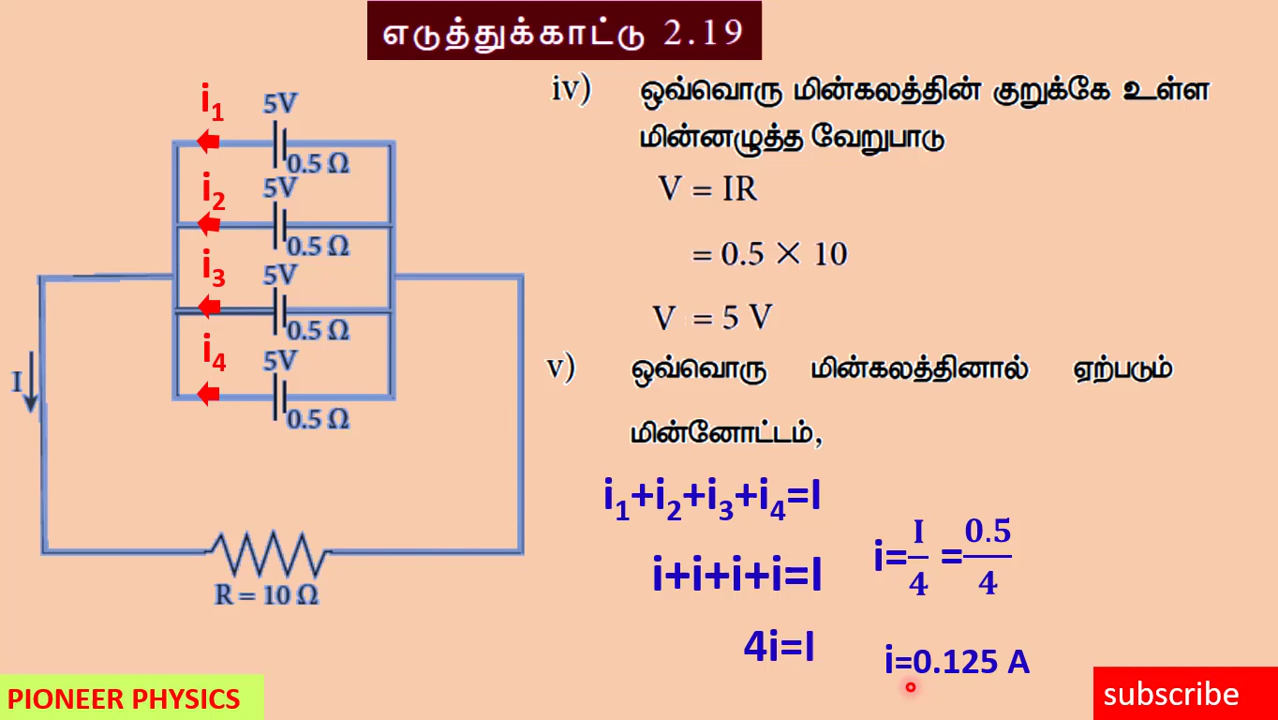 எடுத்துக்காட்டு 2.19
i1
5V
0.5 Ω
i2
5V
0.5 Ω
i3
5V
0.5 Ω
i4
5V
0.5 Ω
I
R = 10 Ω
iv) ஒவ்வொரு மின்கலத்தின் குறுக்கே உள்ள
மின்னழுத்த வேறுபாடு
V = IR
= 0.5 × 10
V = 5 V
v) ஒவ்வொரு மின்கலத்தினால் ஏற்படும்
மின்னோட்டம்,
i1+i2+i3+i4=I
i+i+i+i=I
4i=I
i=I/4 =0.5/4
i=0.125 A
PIONEER PHYSICS
subscribe